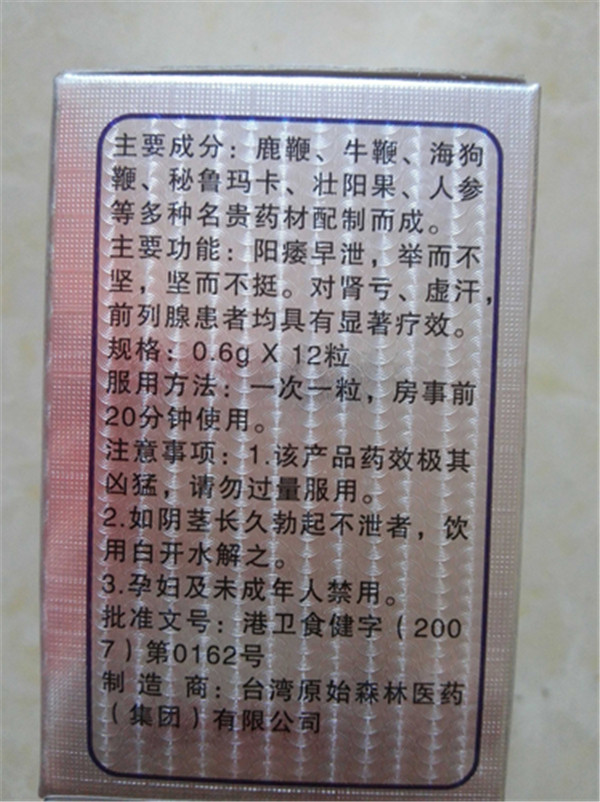 主要成分：鹿鞭、牛鞭、海狗
鞭、秘鲁玛卡、壮阳果、人参
等多种名贵药材配制而成。
主要功能：阳痿早泄，举而不
坚，坚而不挺。对肾亏、虚汗，
前列腺患者均具有显著疗效。
规格：0.6g X 12粒
服用方法：一次一粒，房事前
20分钟使用。
注意事项：1.该产品药效极其
凶猛，请勿过量服用。
2.如阴茎长久勃起不泄者，饮
用白开水解之。
3.孕妇及未成年人禁用。
批准文号：港卫食健字（200
7）第0162号
制 造 商：台湾原始森林医药
（集团）有限公司